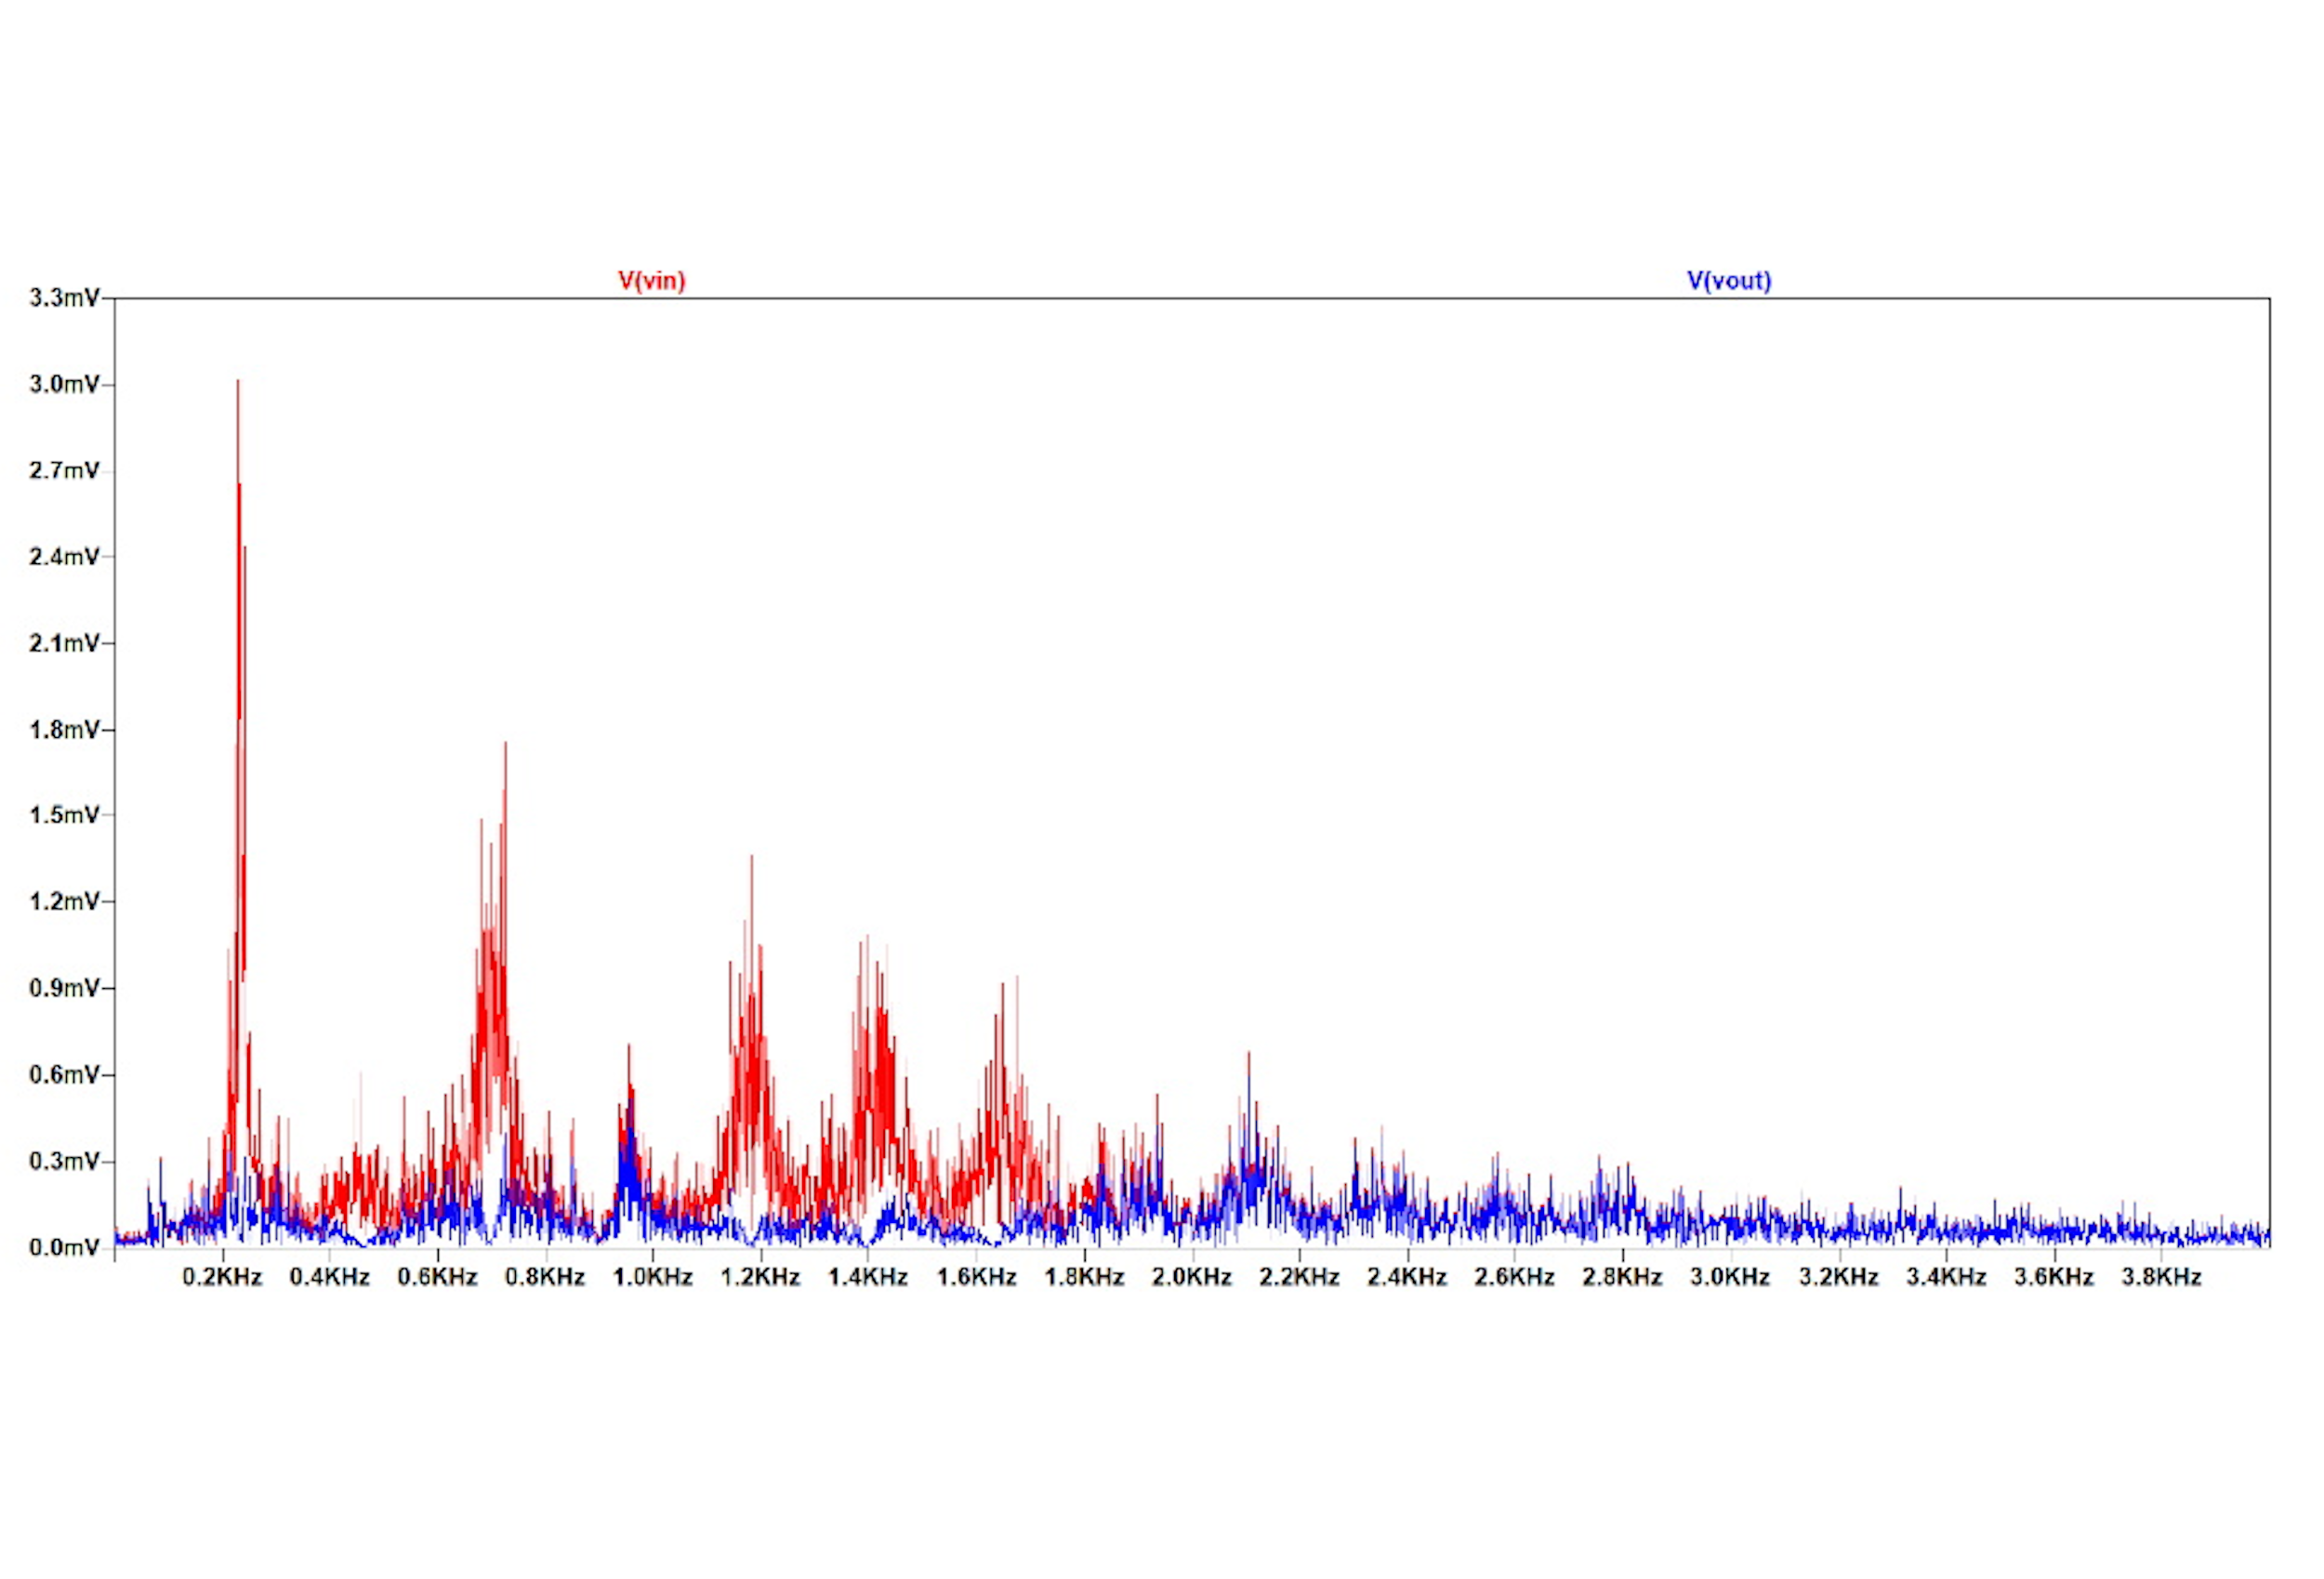 V(vin) V(vout)
3.3mV
3.0mV
2.7mV
2.4mV
2.1mV
1.8mV
1.5mV
1.2mV
0.9mV
0.6mV
0.3mV
0.0mV
0.2KHz 0.4KHz 0.6KHz 0.8KHz 1.0KHz 1.2KHz 1.4KHz 1.6KHz 1.8KHz 2.0KHz 2.2KHz 2.4KHz 2.6KHz 2.8KHz 3.0KHz 3.2KHz 3.4KHz 3.6KHz 3.8KHz